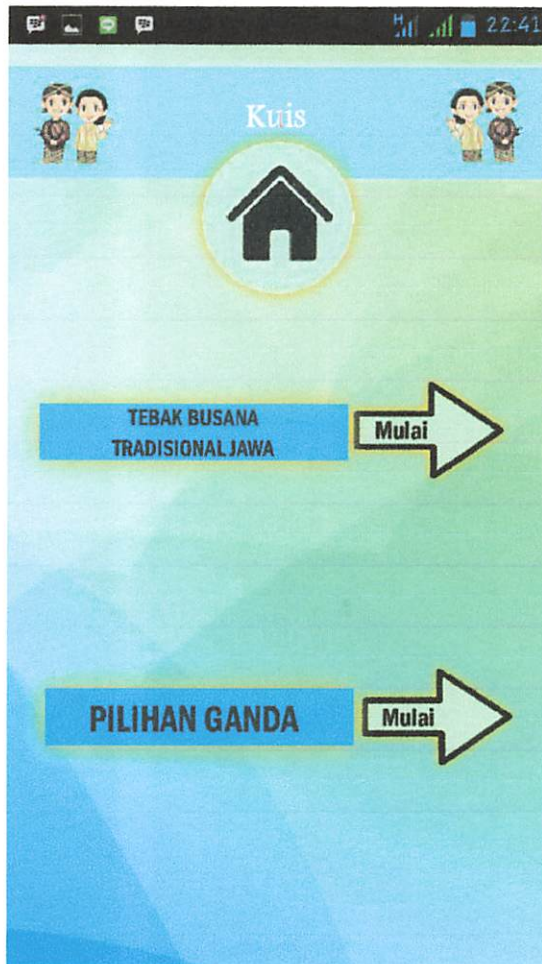 H 22:41
Kuis
TEBAK BUSANA
TRADISIONAL JAWA
Mulai
PILIHAN GANDA
Mulai